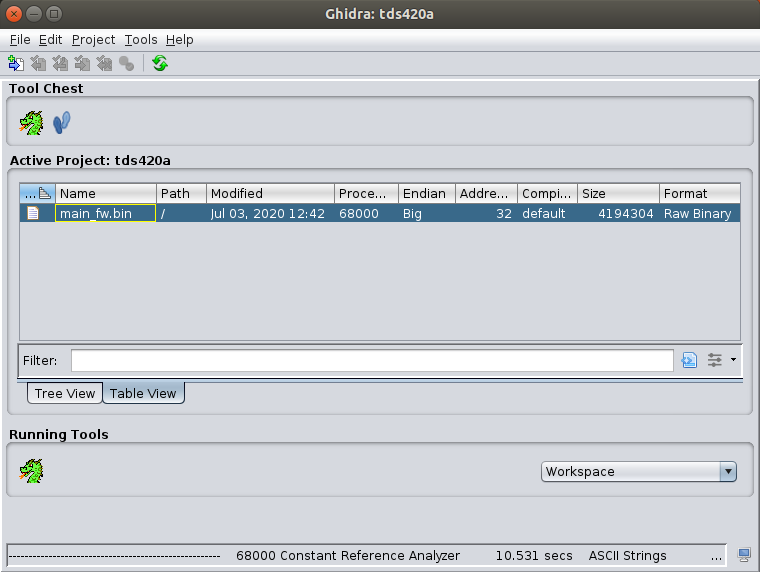 Ghidra: tds420a
File Edit Project Tools Help
Tool Chest
Active Project: tds420a
... Name Path Modified Proce... Endian Addre... Compi... Size Format
main_fw.bin / Jul 03, 2020 12:42 68000 Big 32 default 4194304 Raw Binary
Filter:
Tree View Table View
Running Tools
Workspace
------------------------------------------------------ 68000 Constant Reference Analyzer 10.531 secs ASCII Strings ...